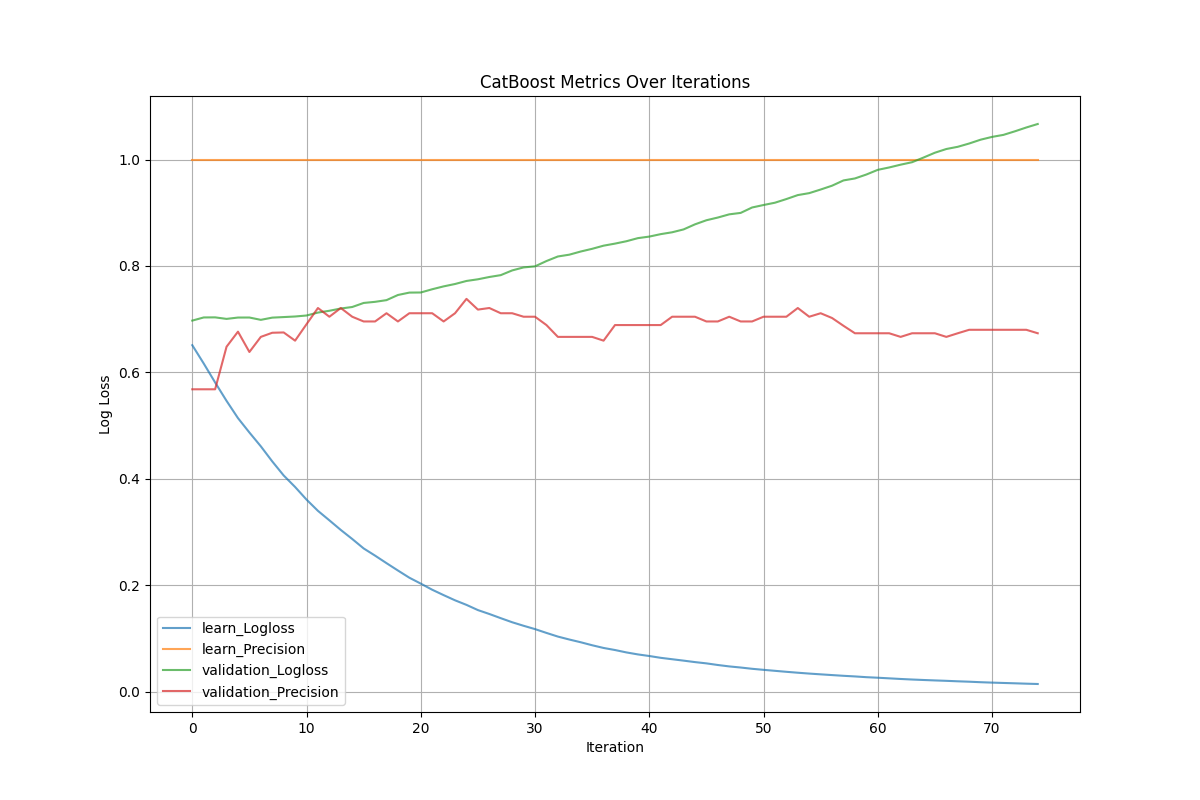 CatBoost Metrics Over Iterations
Log Loss
1.0
0.8
0.6
0.4
0.2
0.0
learn_Logloss
learn_Precision
validation_Logloss
validation_Precision
0 10 20 30 40 50 60 70
Iteration